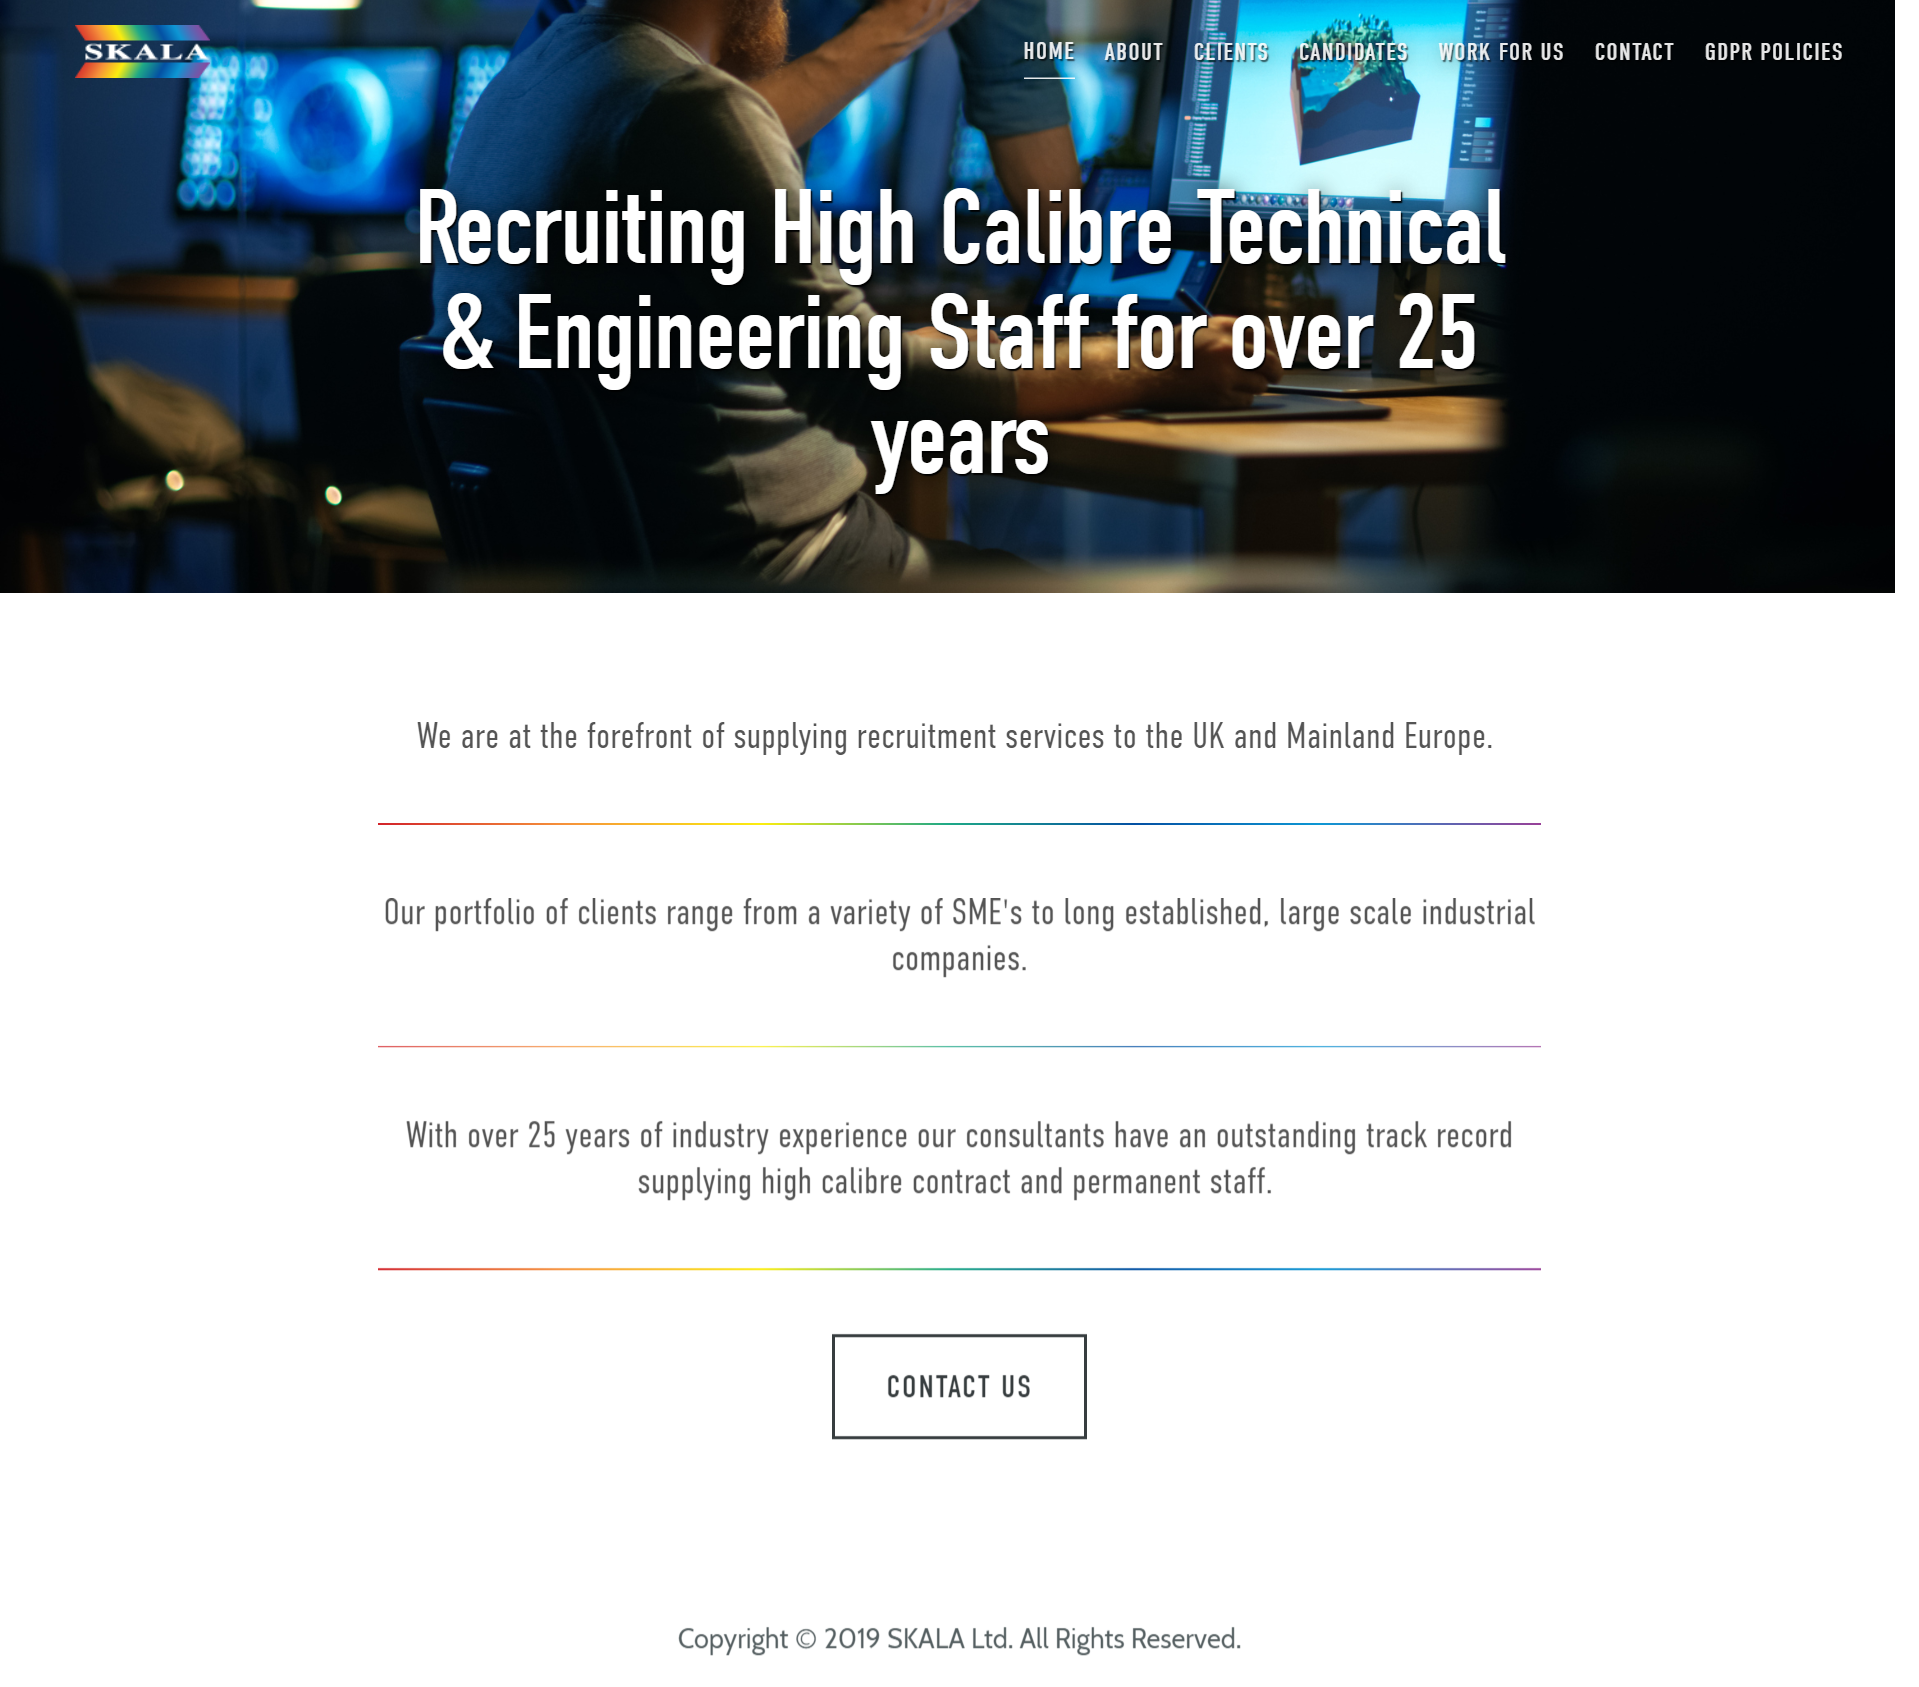 SKALA
HOME ABOUT CLIENTS CANDIDATES WORK FOR US CONTACT GDPR POLICIES
Recruiting High Calibre Technical
& Engineering Staff for over 25
years
We are at the forefront of supplying recruitment services to the UK and Mainland Europe.
Our portfolio of clients range from a variety of SME's to long established, large scale industrial
companies.
With over 25 years of industry experience our consultants have an outstanding track record
supplying high calibre contract and permanent staff.
CONTACT US
Copyright © 2019 SKALA Ltd. All Rights Reserved.